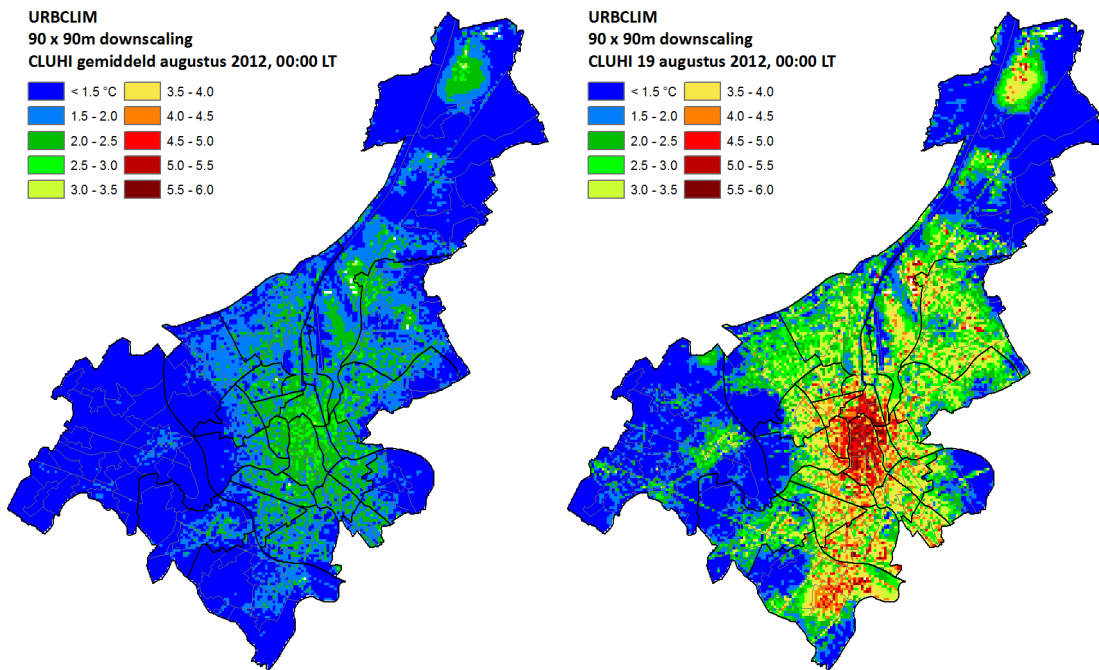 URBCLIM
90 x 90m downscaling
CLUHI gemiddeld augustus 2012, 00:00 LT
< 1.5 °C 3.5 - 4.0
1.5 - 2.0 4.0 - 4.5
2.0 - 2.5 4.5 - 5.0
2.5 - 3.0 5.0 - 5.5
3.0 - 3.5 5.5 - 6.0
URBCLIM
90 x 90m downscaling
CLUHI 19 augustus 2012, 00:00 LT
< 1.5 °C 3.5 - 4.0
1.5 - 2.0 4.0 - 4.5
2.0 - 2.5 4.5 - 5.0
2.5 - 3.0 5.0 - 5.5
3.0 - 3.5 5.5 - 6.0